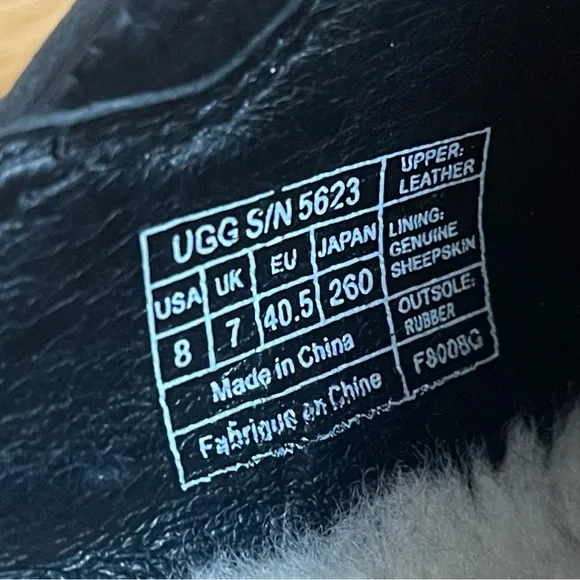 UGG S/N 5623
USA UK EU JAPAN
8 7 40.5 260
Made in China
Fabriqué en Chine
UPPER:
LEATHER
LINING:
GENUINE
SHEEPSKIN
OUTSOLE:
RUBBER
F8008G